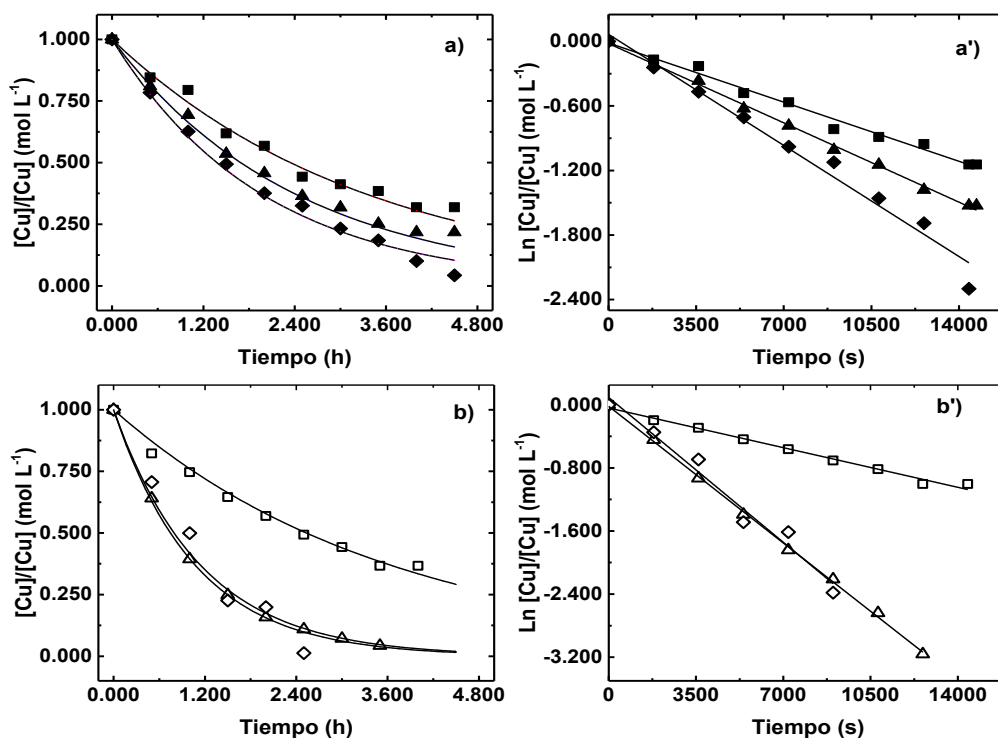 a)
1.000
0.750
0.500
0.250
0.000
[Cu]/[Cu] (mol L-1)
0.000 1.200 2.400 3.600 4.800
Tiempo (h)
a')
0.000
-0.600
-1.200
-1.800
-2.400
Ln [Cu]/[Cu] (mol L-1)
0 3500 7000 10500 14000
Tiempo (s)
b)
1.000
0.750
0.500
0.250
0.000
[Cu]/[Cu] (mol L-1)
0.000 1.200 2.400 3.600 4.800
Tiempo (h)
b')
0.000
-0.800
-1.600
-2.400
-3.200
Ln [Cu]/[Cu] (mol L-1)
0 3500 7000 10500 14000
Tiempo (s)